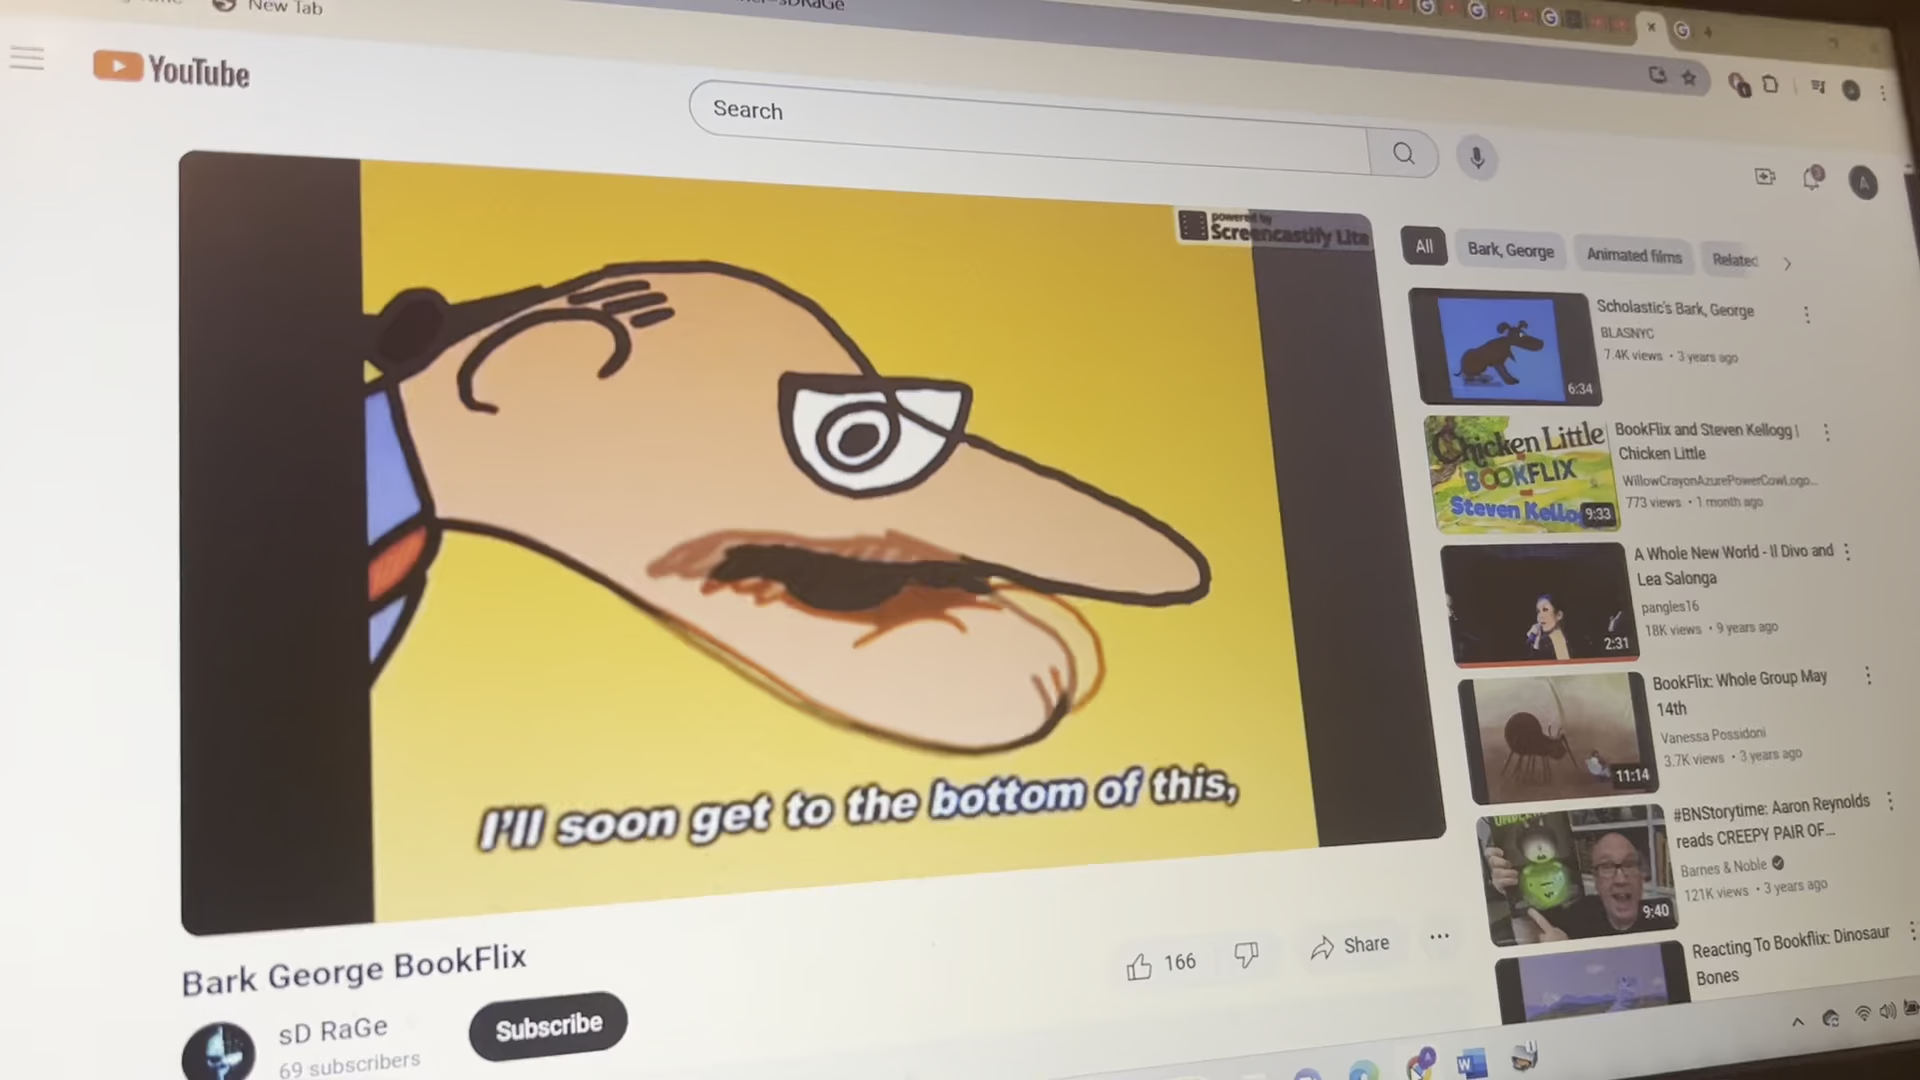 New Tab
YouTube
Search
powered by
Screencastify Lite
I'll soon get to the bottom of this,
Bark George BookFlix
sD RaGe
69 subscribers
Subscribe
166
Share
A
All
Bark, George
Animated films
Related
Scholastic's Bark, George
BLASNYC
7.4K views • 3 years ago
6:34
Chicken Little
BOOKFLIX
Steven Kello
9:33
BookFlix and Steven Kellogg |
Chicken Little
WillowCrayonAzurePowerCowLogo...
773 views • 1 month ago
A Whole New World - Il Divo and
Lea Salonga
pangles16
18K views • 9 years ago
2:31
BookFlix: Whole Group May
14th
Vanessa Possidoni
3.7K views • 3 years ago
11:14
#BNStorytime: Aaron Reynolds
reads CREEPY PAIR OF...
Barnes & Noble
121K views • 3 years ago
9:40
Reacting To Bookflix: Dinosaur
Bones